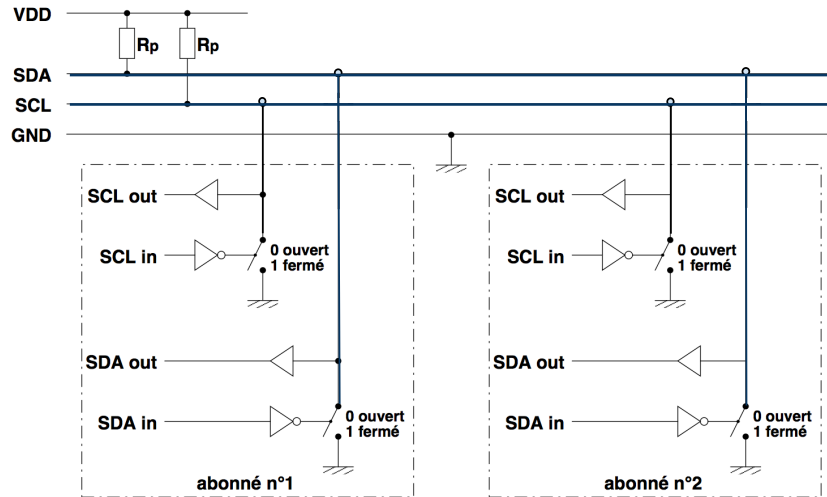 VDD
Rp
Rp
SDA
SCL
GND
SCL out
SCL in
0 ouvert
1 fermé
SDA out
SDA in
0 ouvert
1 fermé
abonné n°1
SCL out
SCL in
0 ouvert
1 fermé
SDA out
SDA in
0 ouvert
1 fermé
abonné n°2